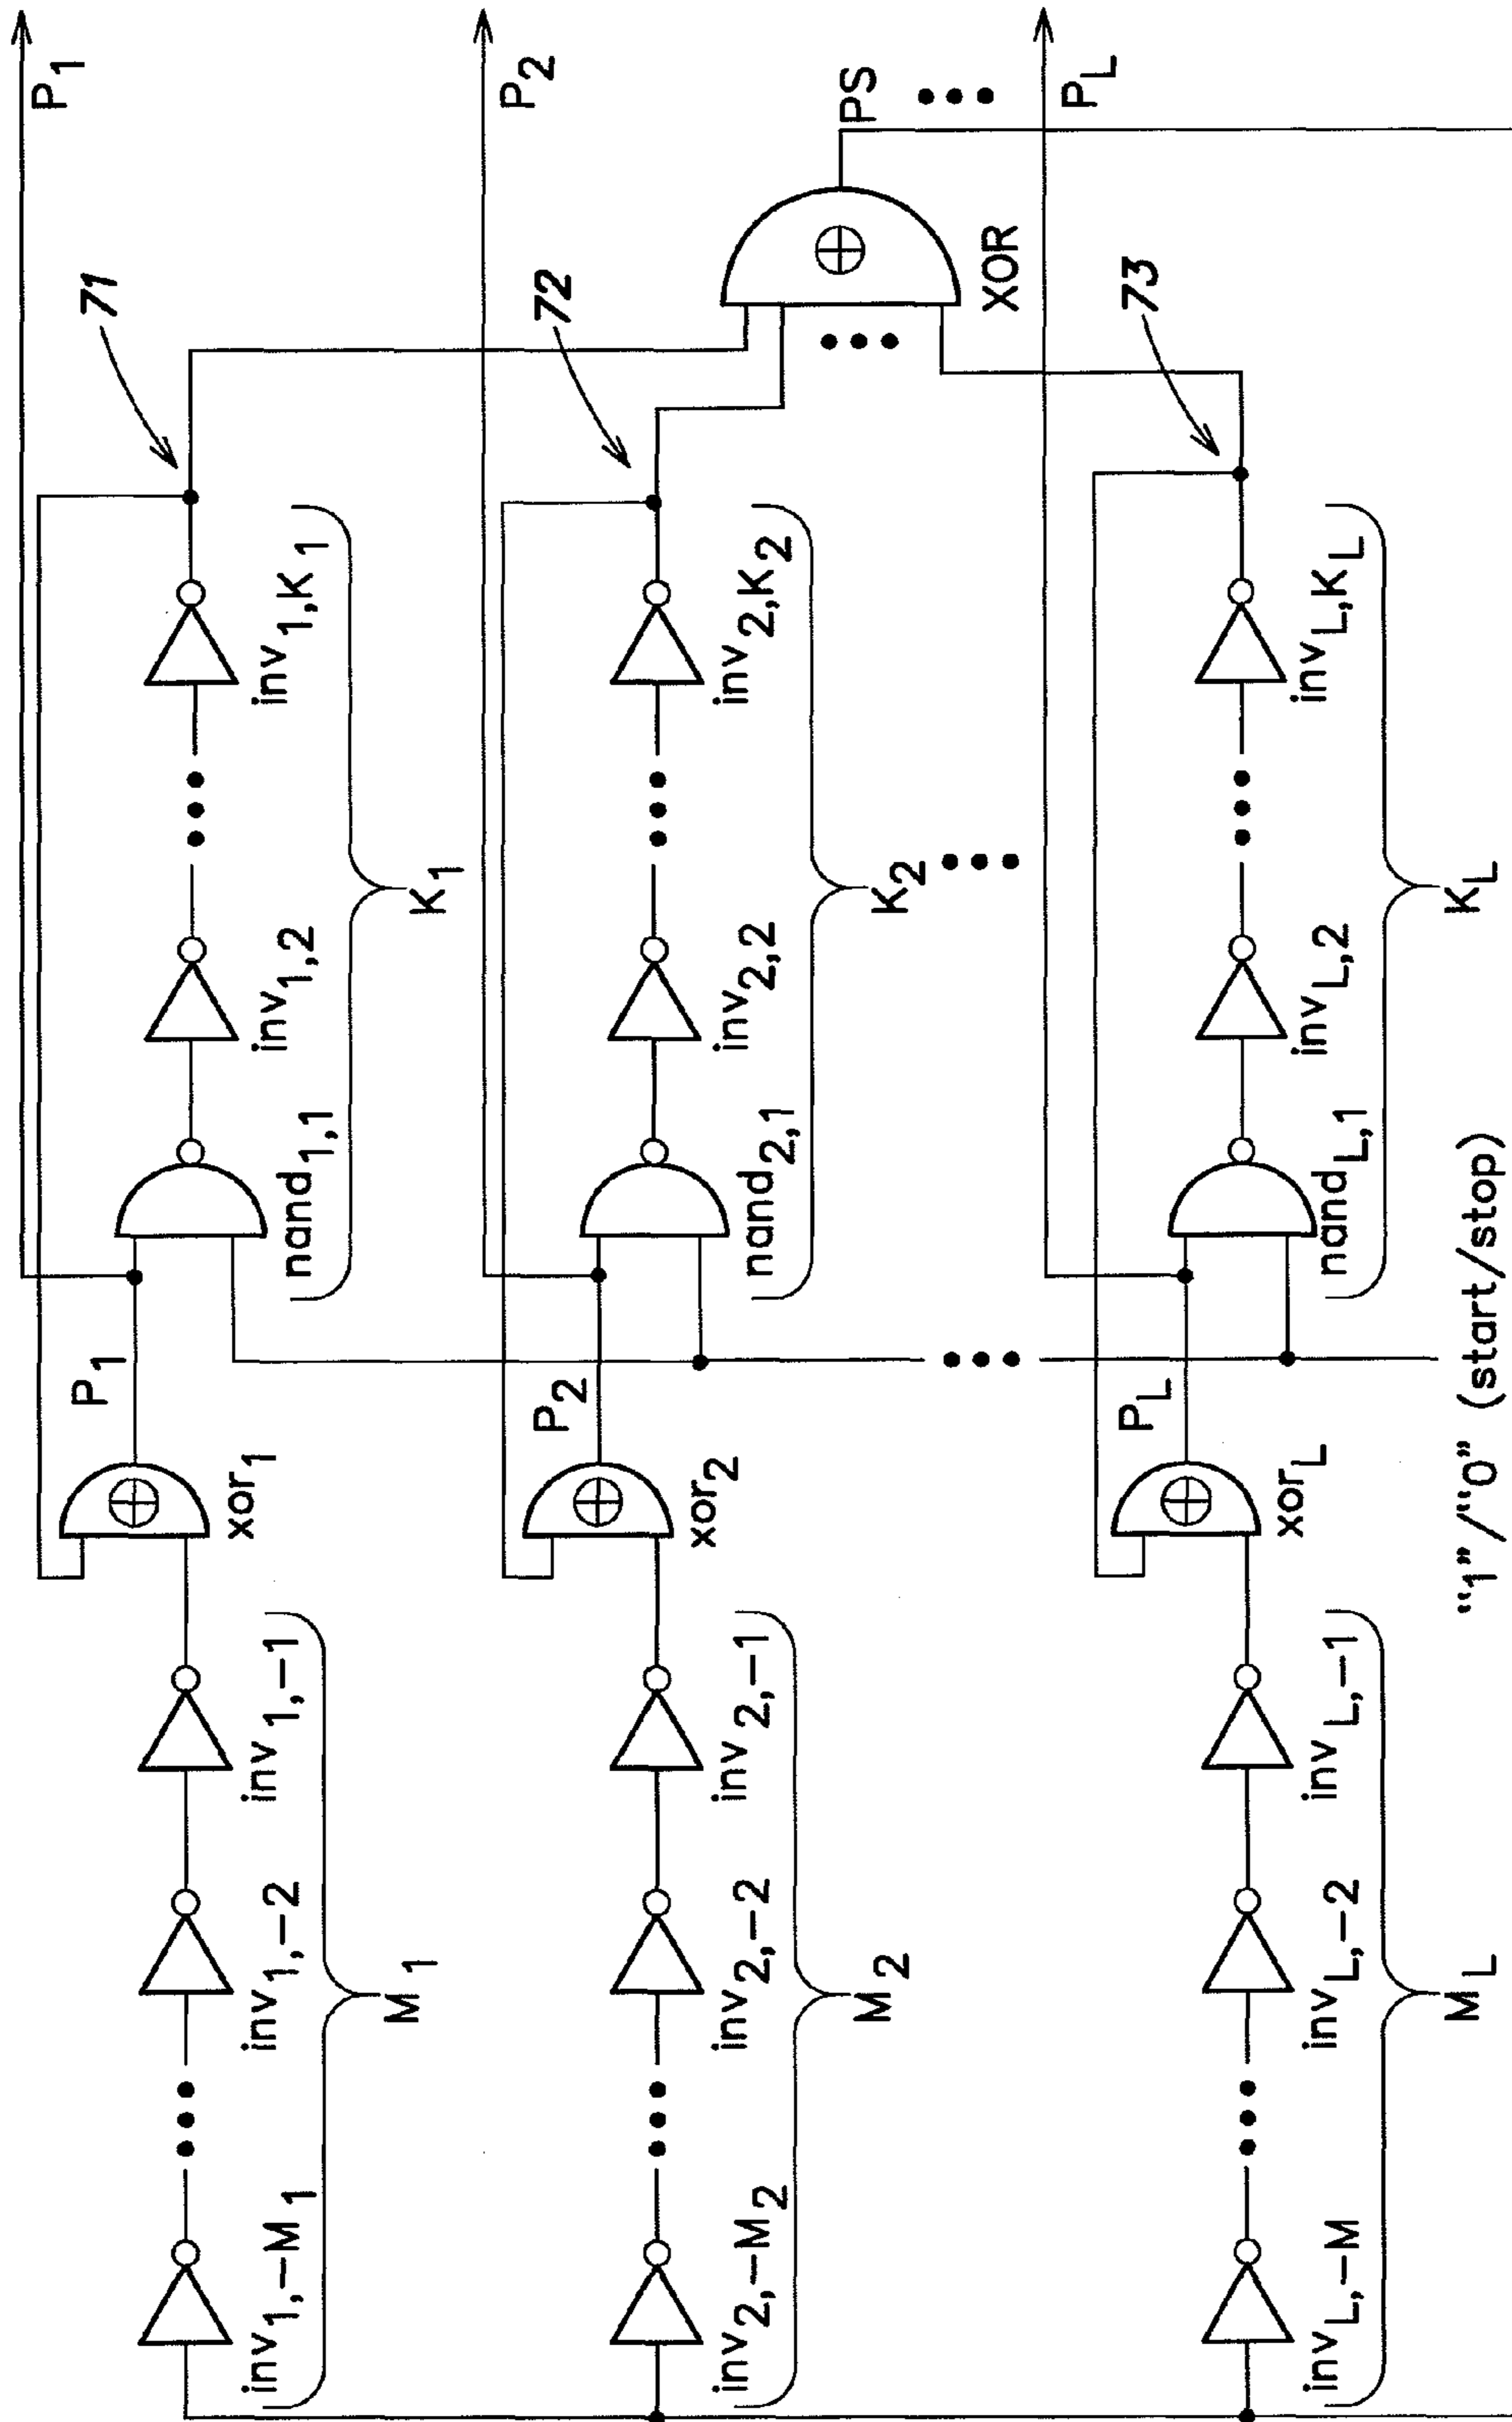 P1
71
inv1,-M1 inv1,-2 inv1,-1 xor1 P1 nand1,1 inv1,2 inv1,K1
M1 K1
P2
72
inv2,-M2 inv2,-2 inv2,-1 xor2 P2 nand2,1 inv2,2 inv2,K2
M2 K2
PS
XOR
PL
73
invL,-M invL,-2 invL,-1 xorL PL nandL,1 invL,2 invL,KL
ML KL
"1"/"0" (start/stop)